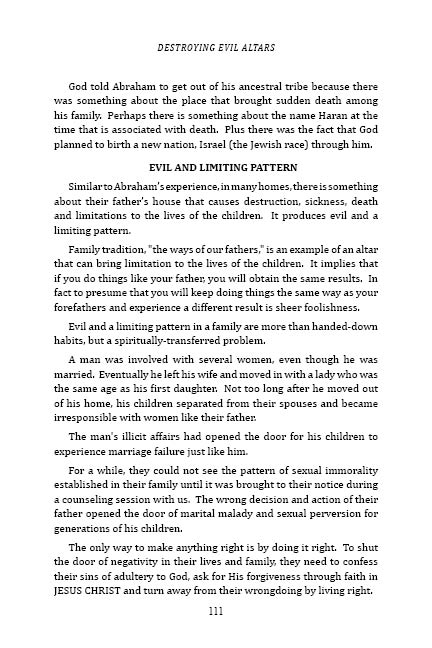 DESTROYING EVIL ALTARS
God told Abraham to get out of his ancestral tribe because there
was something about the place that brought sudden death among
his family. Perhaps there is something about the name Haran at the
time that is associated with death. Plus there was the fact that God
planned to birth a new nation, Israel (the Jewish race) through him.
EVIL AND LIMITING PATTERN
Similar to Abraham's experience, in many homes, there is something
about their father's house that causes destruction, sickness, death
and limitations to the lives of the children. It produces evil and a
limiting pattern.
Family tradition, "the ways of our fathers," is an example of an altar
that can bring limitation to the lives of the children. It implies that
if you do things like your father, you will obtain the same results. In
fact to presume that you will keep doing things the same way as your
forefathers and experience a different result is sheer foolishness.
Evil and a limiting pattern in a family are more than handed-down
habits, but a spiritually-transferred problem.
A man was involved with several women, even though he was
married. Eventually he left his wife and moved in with a lady who was
the same age as his first daughter. Not too long after he moved out
of his home, his children separated from their spouses and became
irresponsible with women like their father.
The man's illicit affairs had opened the door for his children to
experience marriage failure just like him.
For a while, they could not see the pattern of sexual immorality
established in their family until it was brought to their notice during
a counseling session with us. The wrong decision and action of their
father opened the door of marital malady and sexual perversion for
generations of his children.
The only way to make anything right is by doing it right. To shut
the door of negativity in their lives and family, they need to confess
their sins of adultery to God, ask for His forgiveness through faith in
JESUS CHRIST and turn away from their wrongdoing by living right.
111